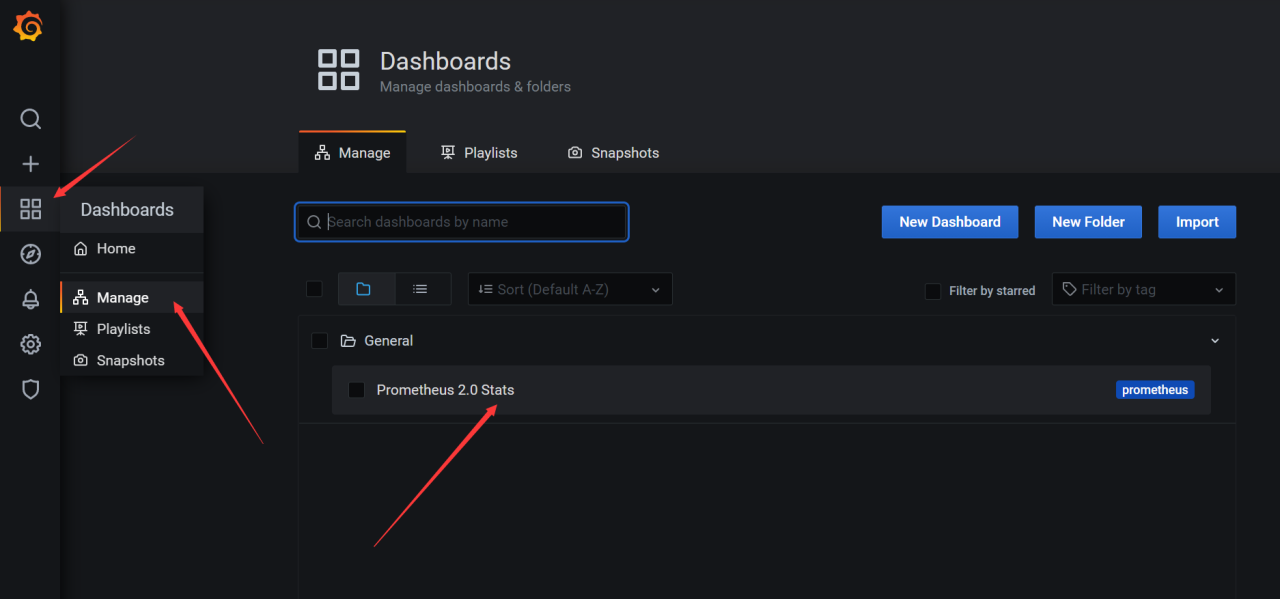 Dashboards
Manage dashboards & folders
Manage
Playlists
Snapshots
Dashboards
Home
Manage
Playlists
Snapshots
Search dashboards by name
New Dashboard
New Folder
Import
Sort (Default A-Z)
Filter by starred
Filter by tag
General
Prometheus 2.0 Stats
prometheus